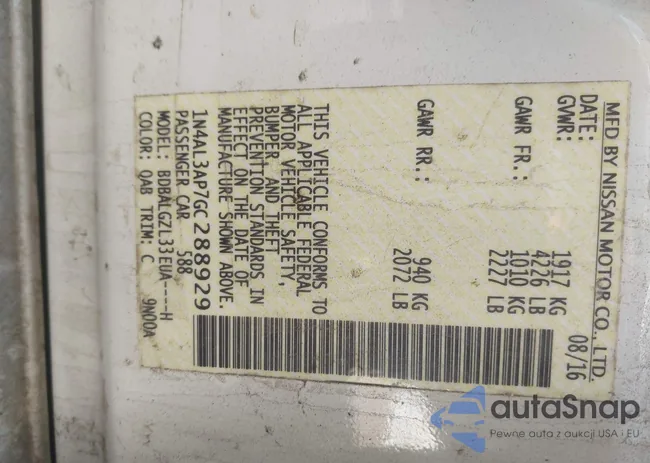 MFD BY NISSAN MOTOR CO., LTD.
DATE: 08/16
GVWR: 1917 KG
4226 LB
GAWR FR.: 1010 KG
2227 LB
GAWR RR.: 940 KG
2072 LB
THIS VEHICLE CONFORMS TO
ALL APPLICABLE FEDERAL
MOTOR VEHICLE SAFETY,
BUMPER AND THEFT
PREVENTION STANDARDS IN
EFFECT ON THE DATE OF
MANUFACTURE SHOWN ABOVE.
1N4AL3AP7GC288929
PASSENGER CAR 588
MODEL: BDBALGZL33EUA----H
COLOR: QAB TRIM: C 9N00A
autaSnap
Pewne auta z aukcji USA i EU